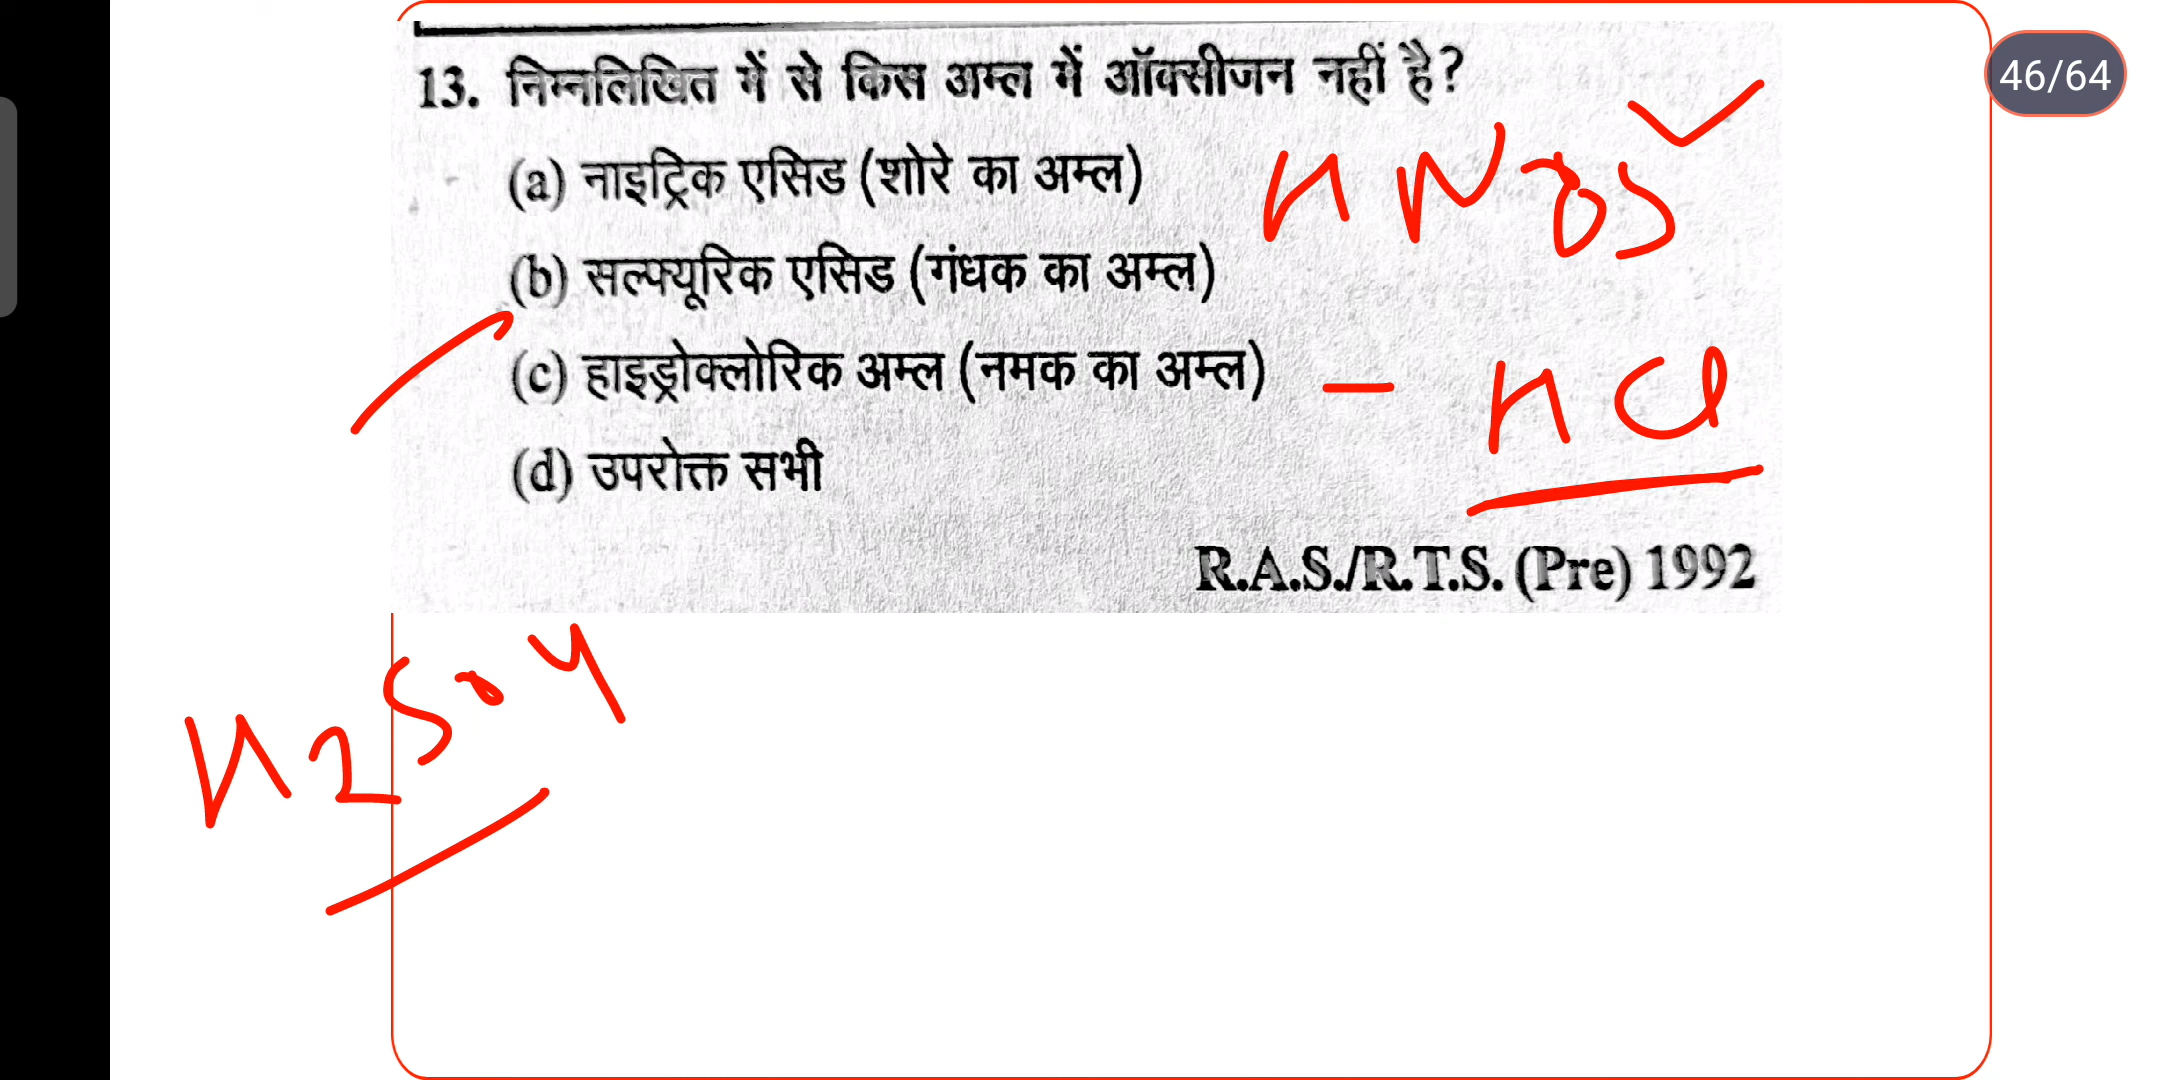 46/64
13. निम्नलिखित में से किस अम्ल में ऑक्सीजन नहीं है?
(a) नाइट्रिक एसिड (शोरे का अम्ल)
HNO3
(b) सल्फ्यूरिक एसिड (गंधक का अम्ल)
(c) हाइड्रोक्लोरिक अम्ल (नमक का अम्ल) - HCl
(d) उपरोक्त सभी
R.A.S./R.T.S. (Pre) 1992
H2SO4